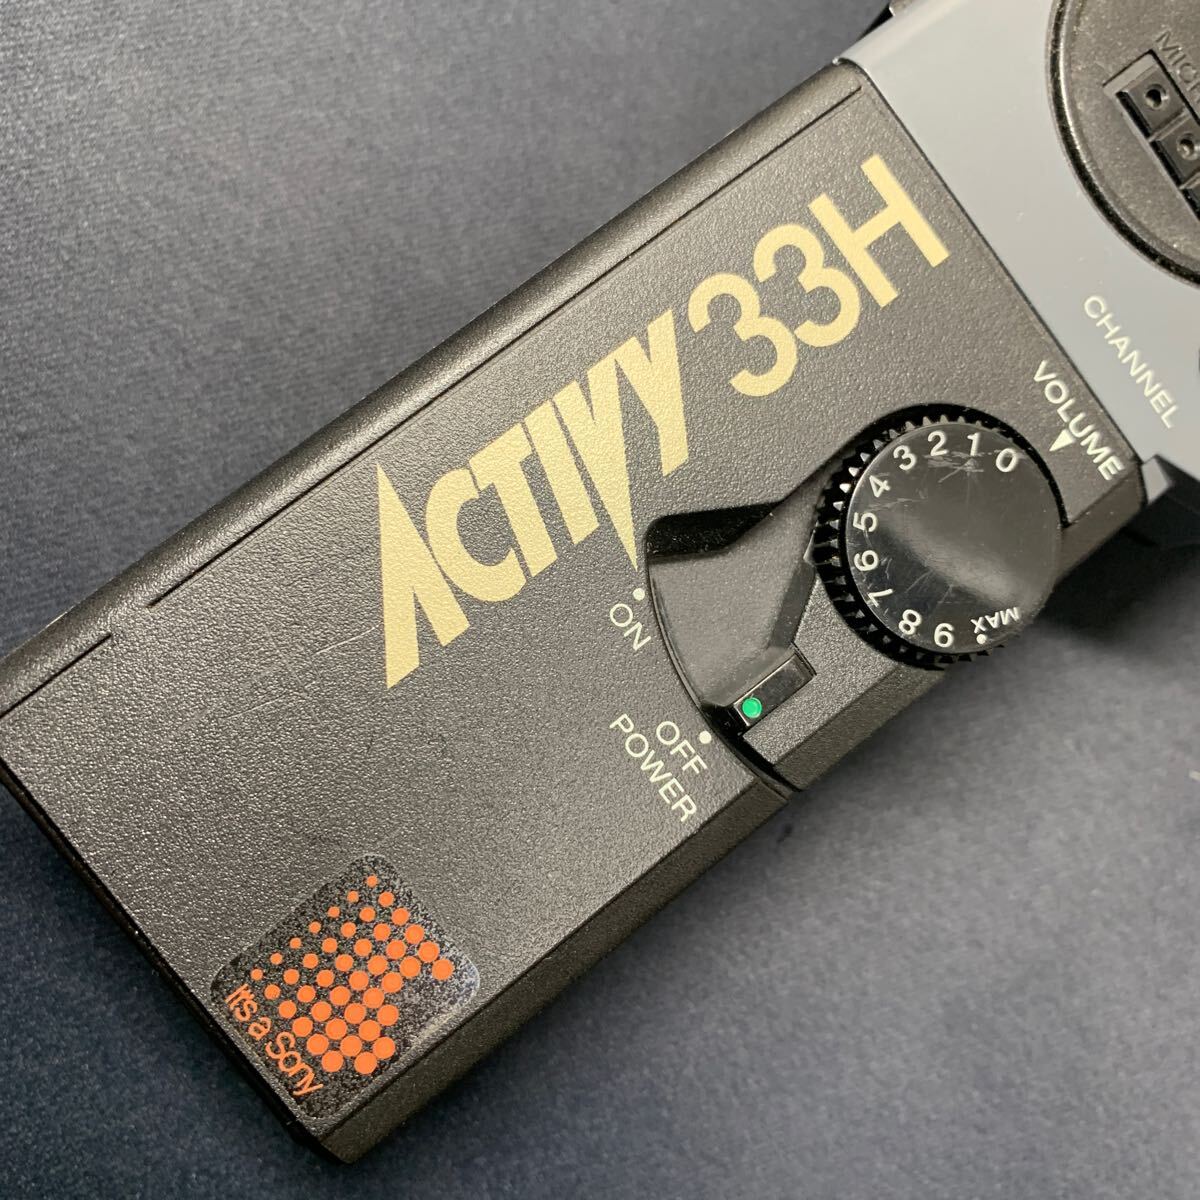 MIC
CHANNEL
VOLUME
0 1 2 3 4 5 6 7 8 9 MAX
ACTIVY 33H
ON
OFF
POWER
It's a Sony